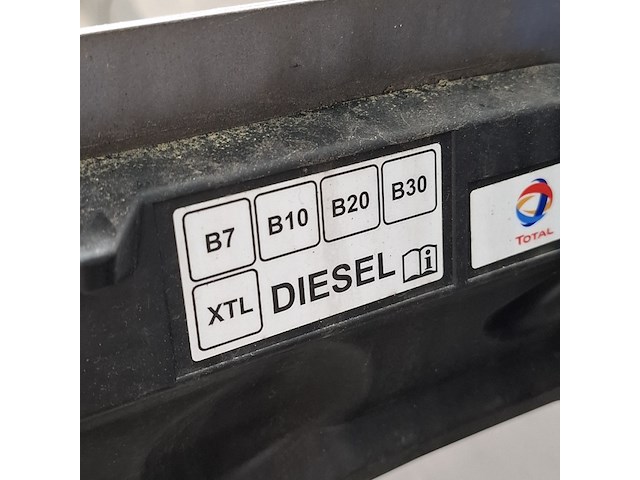 B7 B10 B20 B30
XTL DIESEL i
TOTAL